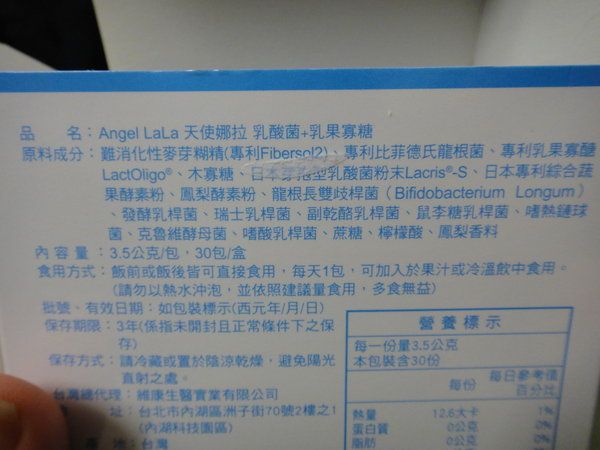 品 名：Angel LaLa 天使娜拉 乳酸菌+乳果寡糖
原料成分：難消化性麥芽糊精(專利Fibersol2)、專利比菲德氏龍根菌、專利乳果寡醣
LactOligo®、木寡糖、日本芽孢型乳酸菌粉末Lacris®-S、日本專利綜合蔬
果酵素粉、鳳梨酵素粉、龍根長雙歧桿菌（Bifidobacterium Longum）
、發酵乳桿菌、瑞士乳桿菌、副乾酪乳桿菌、鼠李糖乳桿菌、嗜熱鏈球
菌、克魯維酵母菌、嗜酸乳桿菌、蔗糖、檸檬酸、鳳梨香料
內容量：3.5公克/包，30包/盒
食用方式：飯前或飯後皆可直接食用，每天1包，可加入於果汁或冷溫飲中食用。
(請勿以熱水沖泡，並依照建議量食用，多食無益)
批號、有效日期：如包裝標示(西元年/月/日)
保存期限：3年(係指未開封且正常條件下之保
存)
保存方式：請冷藏或置於陰涼乾燥，避免陽光
直射之處。
台灣總代理：維康生醫實業有限公司
址：台北市內湖區洲子街70號2樓之1
(內湖科技園區)
產 地：台灣
營養標示
每一份量3.5公克
本包裝含30份
每份 每日參考值
百分比
熱量 12.6大卡 1%
蛋白質 0公克 0%
脂肪 0公克 0%